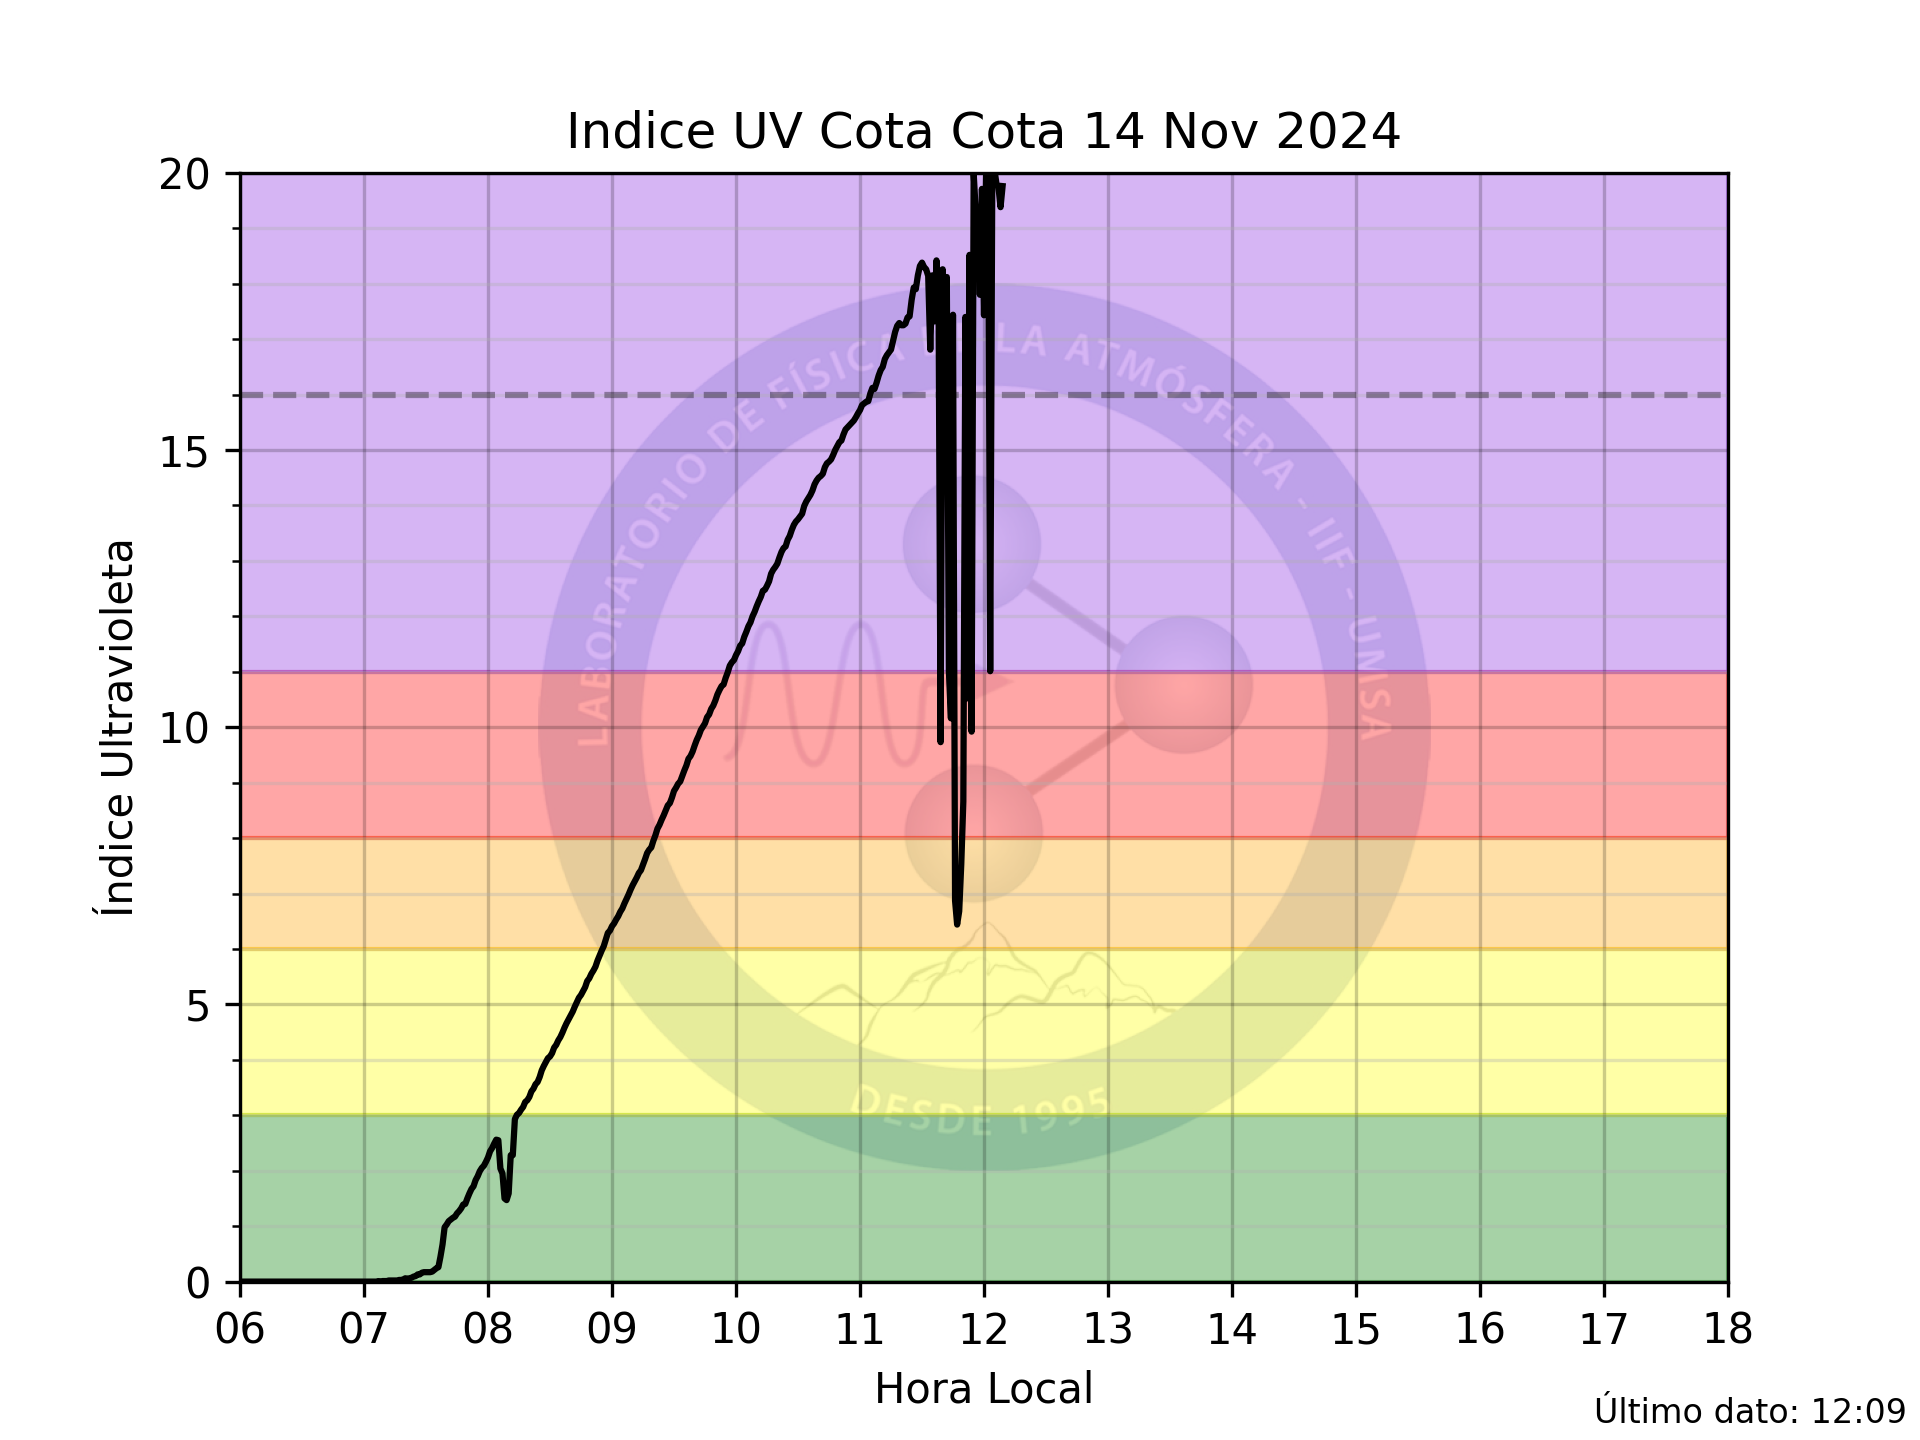 Indice UV Cota Cota 14 Nov 2024
20
15
10
5
0
Índice Ultravioleta
LABORATORIO DE FÍSICA DE LA ATMÓSFERA - IIF - UMSA
DESDE 1995
06 07 08 09 10 11 12 13 14 15 16 17 18
Hora Local
Último dato: 12:09